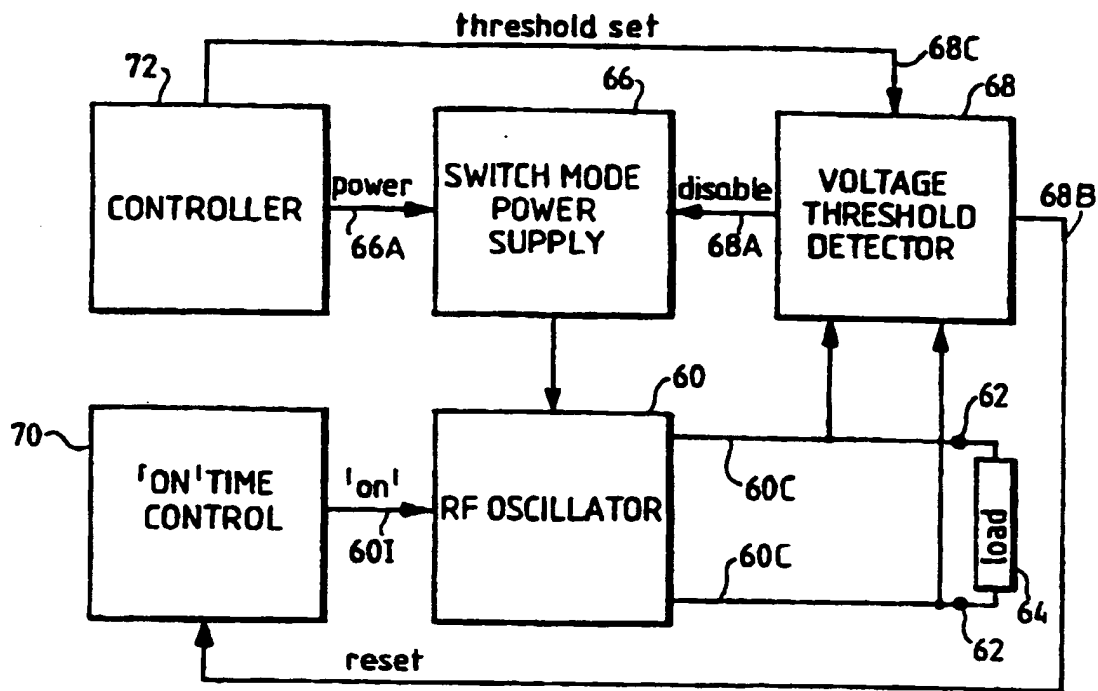 threshold set
72
66
68C
68
CONTROLLER
power
66A
SWITCH MODE
POWER
SUPPLY
disable
68A
VOLTAGE
THRESHOLD
DETECTOR
68B
70
'ON' TIME
CONTROL
'on'
60I
60
RF OSCILLATOR
60C
60C
62
load
64
62
reset